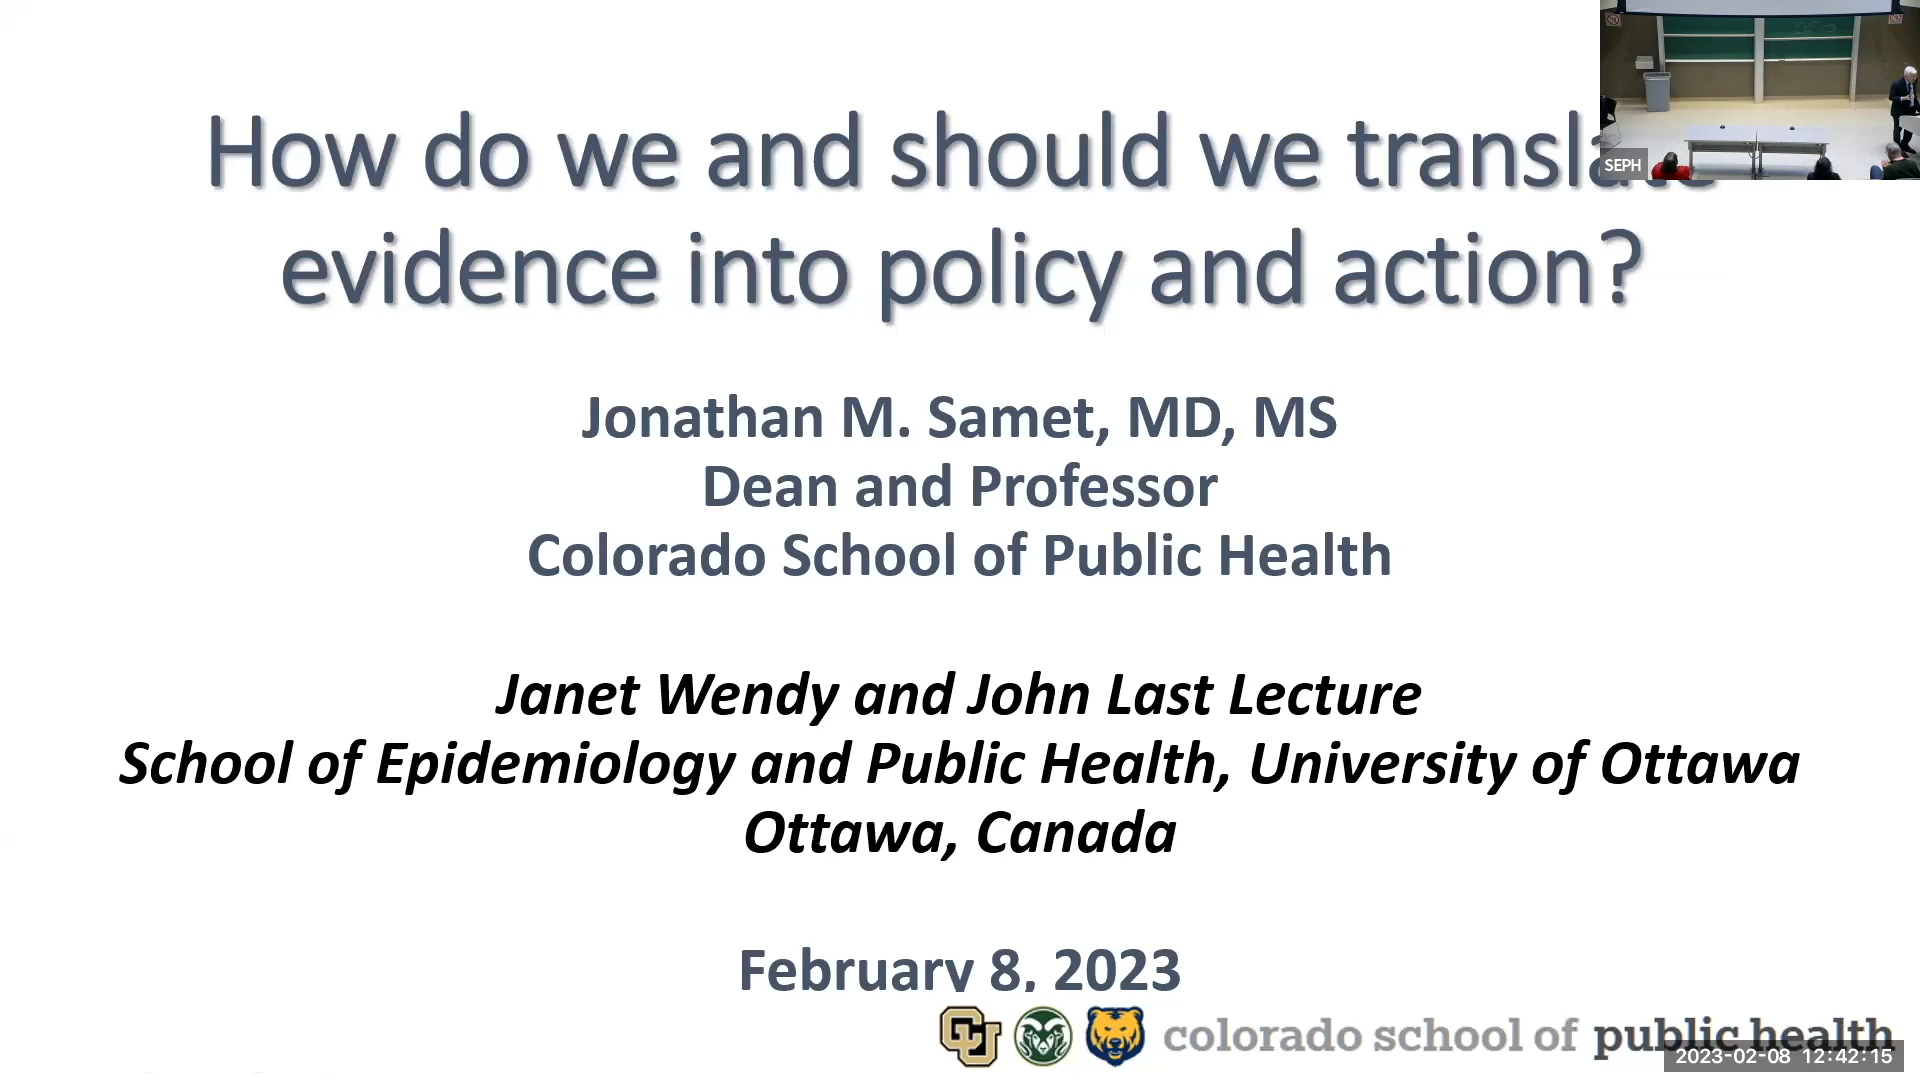 How do we and should we translate
evidence into policy and action?
Jonathan M. Samet, MD, MS
Dean and Professor
Colorado School of Public Health
Janet Wendy and John Last Lecture
School of Epidemiology and Public Health, University of Ottawa
Ottawa, Canada
February 8, 2023
SEPH
CU
colorado school of public health
2023-02-08 12:42:15